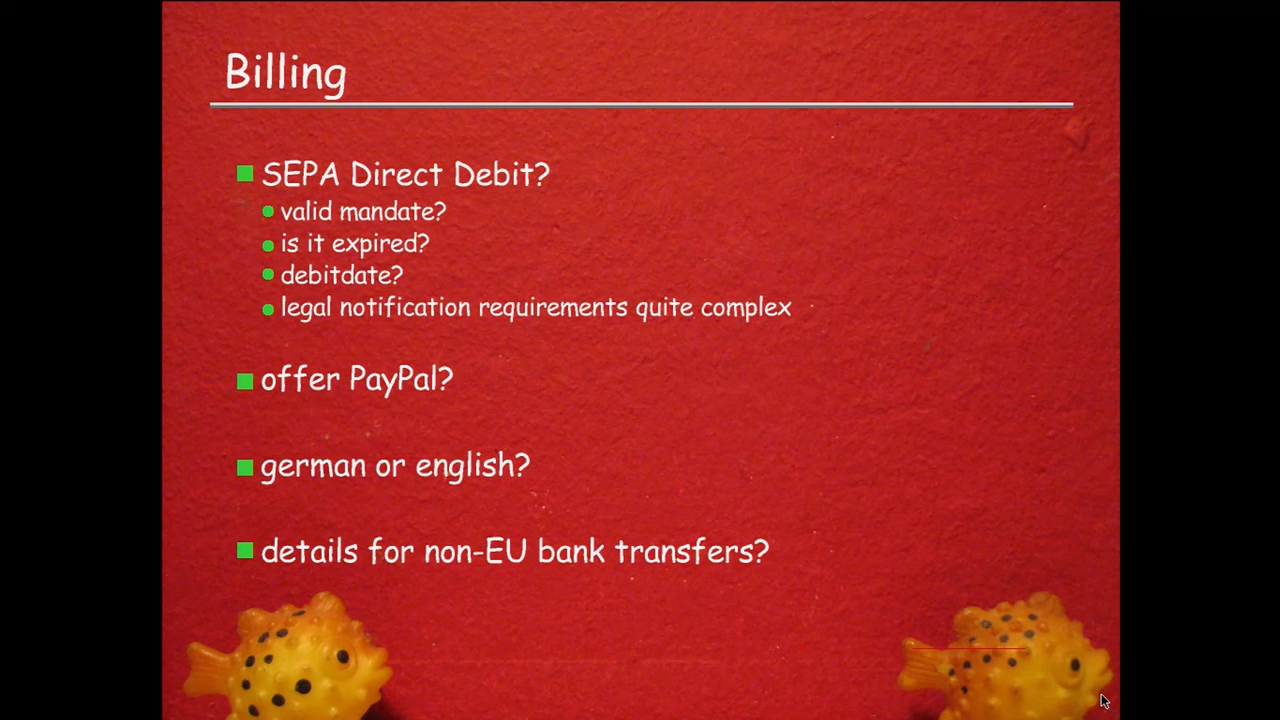 Billing
SEPA Direct Debit?
valid mandate?
is it expired?
debitdate?
legal notification requirements quite complex
offer PayPal?
german or english?
details for non-EU bank transfers?